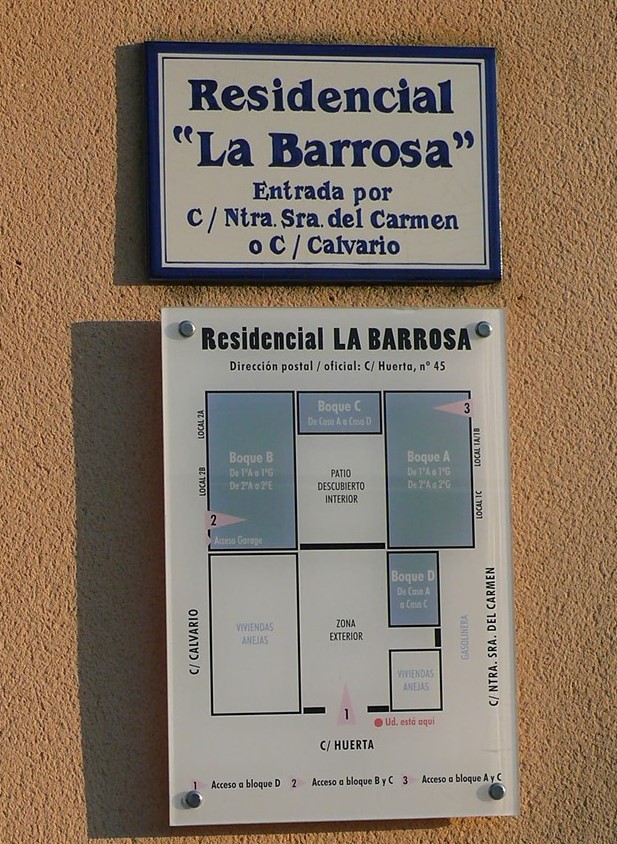 Residencial
“La Barrosa”
Entrada por
C/Ntra. Sra. del Carmen
o C/Calvario
Residencial LA BARROSA
Dirección postal / oficial: C/ Huerta, nº 45
LOCAL 2A
LOCAL 2B
Boque B
De 1ºA a 1ºG
De 2ºA a 2ºE
2
Acceso Garage
Boque C
De Casa A a Casa D
PATIO
DESCUBIERTO
INTERIOR
3
Boque A
De 1ºA a 1ºG
De 2ºA a 2ºG
LOCAL 1A/1B
LOCAL 1C
C/ CALVARIO
VIVIENDAS
ANEJAS
ZONA
EXTERIOR
Boque D
De Casa A
a Casa C
VIVIENDAS
ANEJAS
GASOLINERA
C/ NTRA. SRA. DEL CARMEN
1
Ud. está aquí
C/ HUERTA
1 Acceso a bloque D 2 Acceso a bloque B y C 3 Acceso a bloque A y C